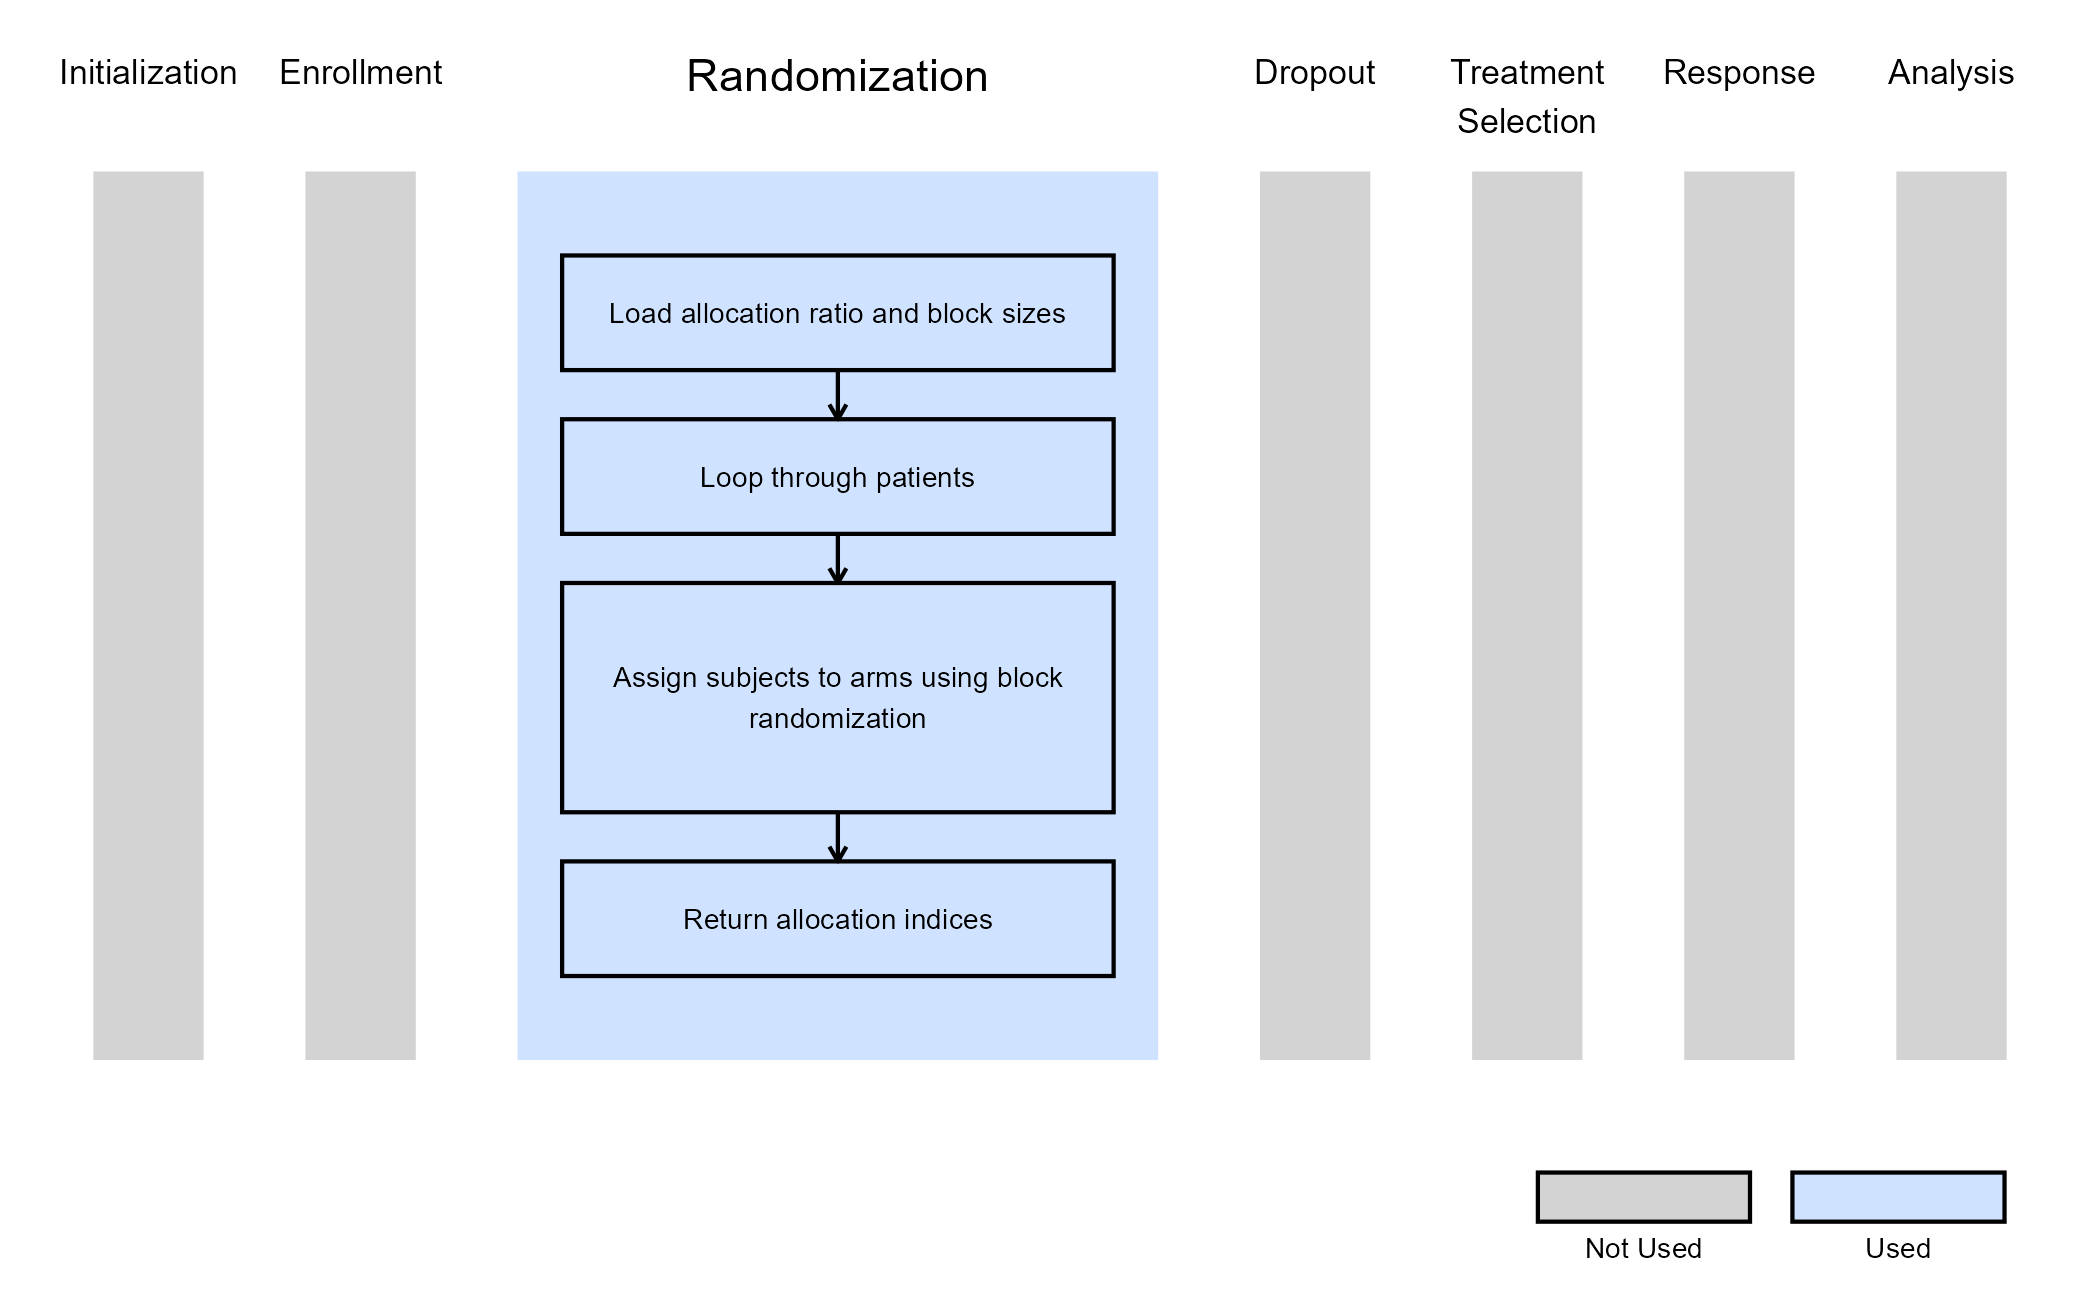 Initialization
Enrollment
Randomization
Dropout
Treatment
Selection
Response
Analysis
Load allocation ratio and block sizes
Loop through patients
Assign subjects to arms using block
randomization
Return allocation indices
Not Used
Used